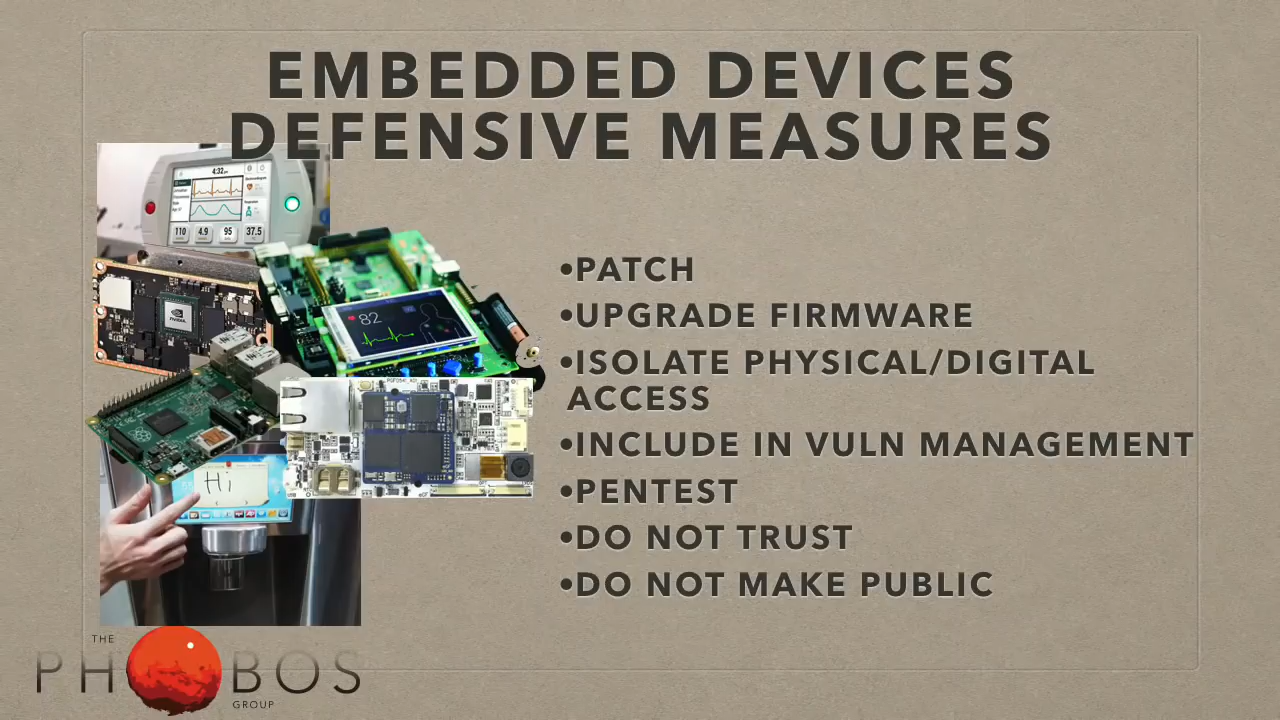 EMBEDDED DEVICES
DEFENSIVE MEASURES
4:32
110
4.9
95
37.5
NVIDIA
82
Hi
•PATCH
•UPGRADE FIRMWARE
•ISOLATE PHYSICAL/DIGITAL
ACCESS
•INCLUDE IN VULN MANAGEMENT
•PENTEST
•DO NOT TRUST
•DO NOT MAKE PUBLIC
THE
PHOBOS
GROUP